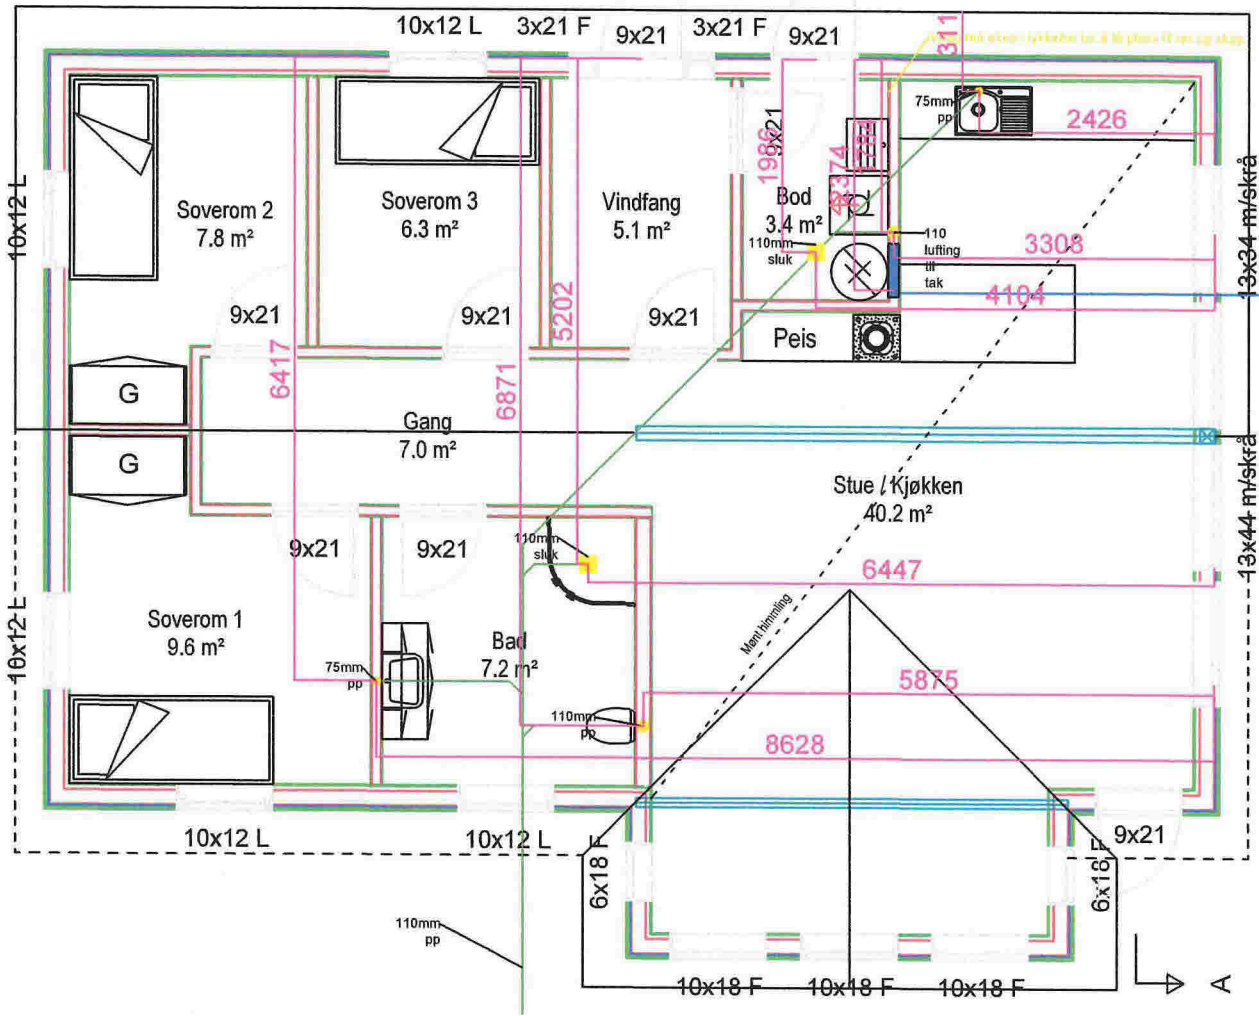 10x12 L
3x21 F
9x21
3x21 F
9x21
311
75mm
pp
2426
9x21
1986
Soverom 2
7.8 m²
Soverom 3
6.3 m²
Vindfang
5.1 m²
Bod
3.4 m²
110mm
sluk
110
lufting
til
tak
3308
4104
10x12 L
13x34 m/skrå
9x21
9x21
9x21
5202
6417
6871
Peis
G
G
Gang
7.0 m²
Stue / Kjøkken
40.2 m²
13x44 m/skrå
9x21
9x21
110mm
sluk
6447
Mønt himmling
10x12 L
Soverom 1
9.6 m²
Bad
7.2 m²
75mm
pp
110mm
pp
5875
8628
10x12 L
10x12 L
6x18 F
6x18 F
9x21
110mm
pp
10x18 F
10x18 F
10x18 F
A